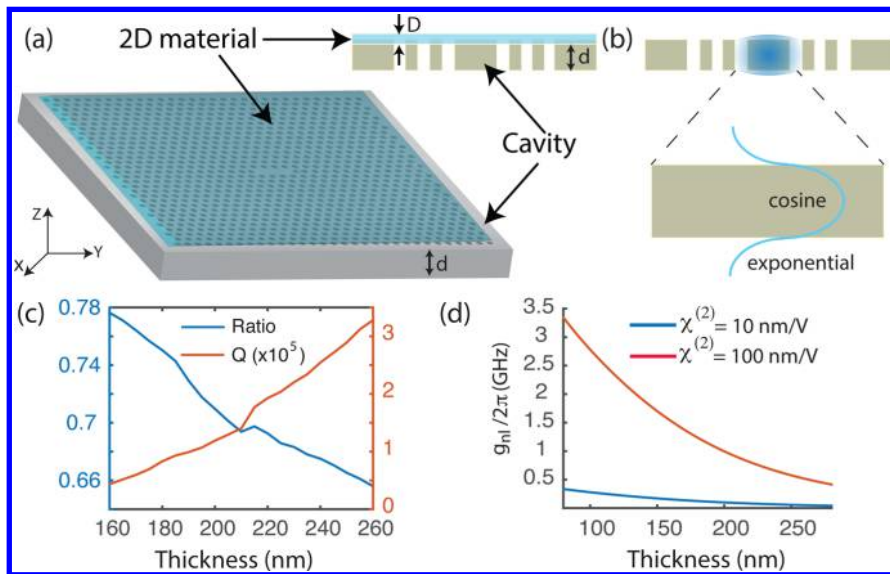 (a)
2D material
D
d
Cavity
Z
Y
X
d
(b)
cosine
exponential
(c)
0.78
0.74
0.7
0.66
Ratio
Q (x10⁵)
3
2
1
0
160 180 200 220 240 260
Thickness (nm)
(d)
g_nl/2π (GHz)
3.5
3
2.5
2
1.5
1
0.5
χ⁽²⁾ = 10 nm/V
χ⁽²⁾ = 100 nm/V
100 150 200 250
Thickness (nm)